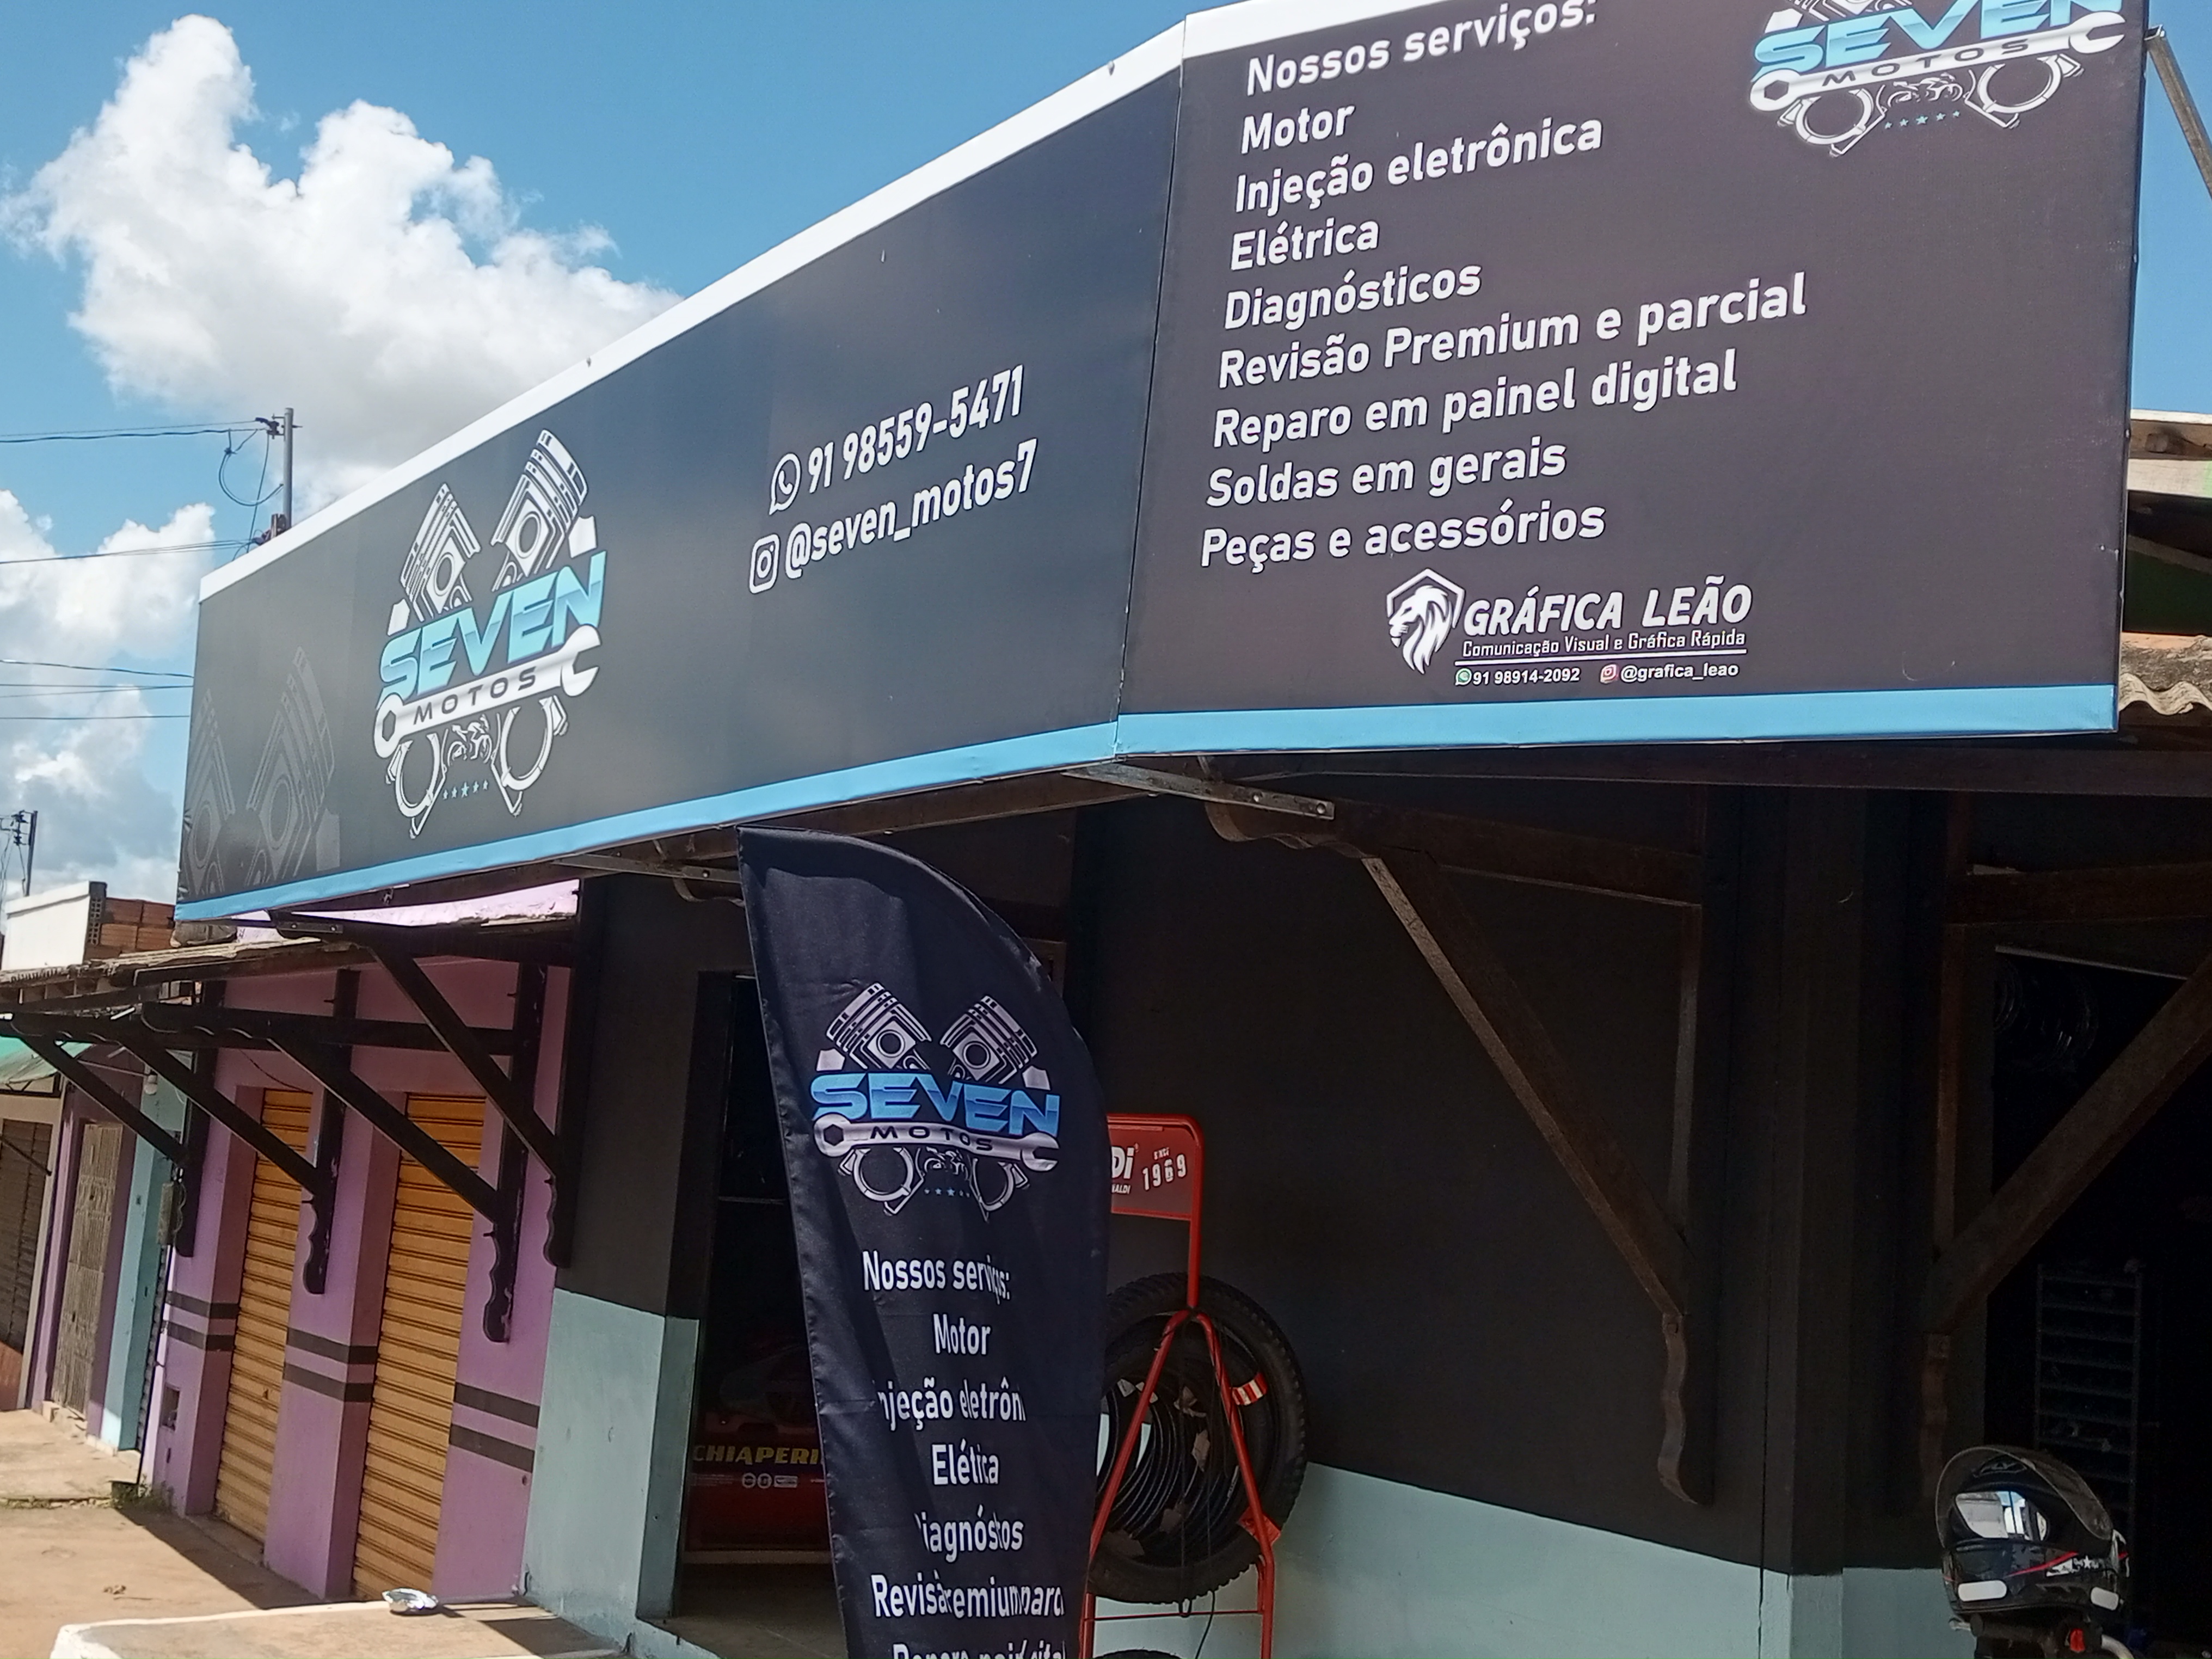 SEVEN
MOTOS
91 98559-5471
@seven_motos7
SEVEN
MOTOS
Nossos serviços:
Motor
Injeção eletrônica
Elétrica
Diagnósticos
Revisão Premium e parcial
Reparo em painel digital
Soldas em gerais
Peças e acessórios
GRÁFICA LEÃO
Comunicação Visual e Gráfica Rápida
91 98914-2092 @grafica_leao
SEVEN
MOTOS
Nossos serviços:
Motor
1969